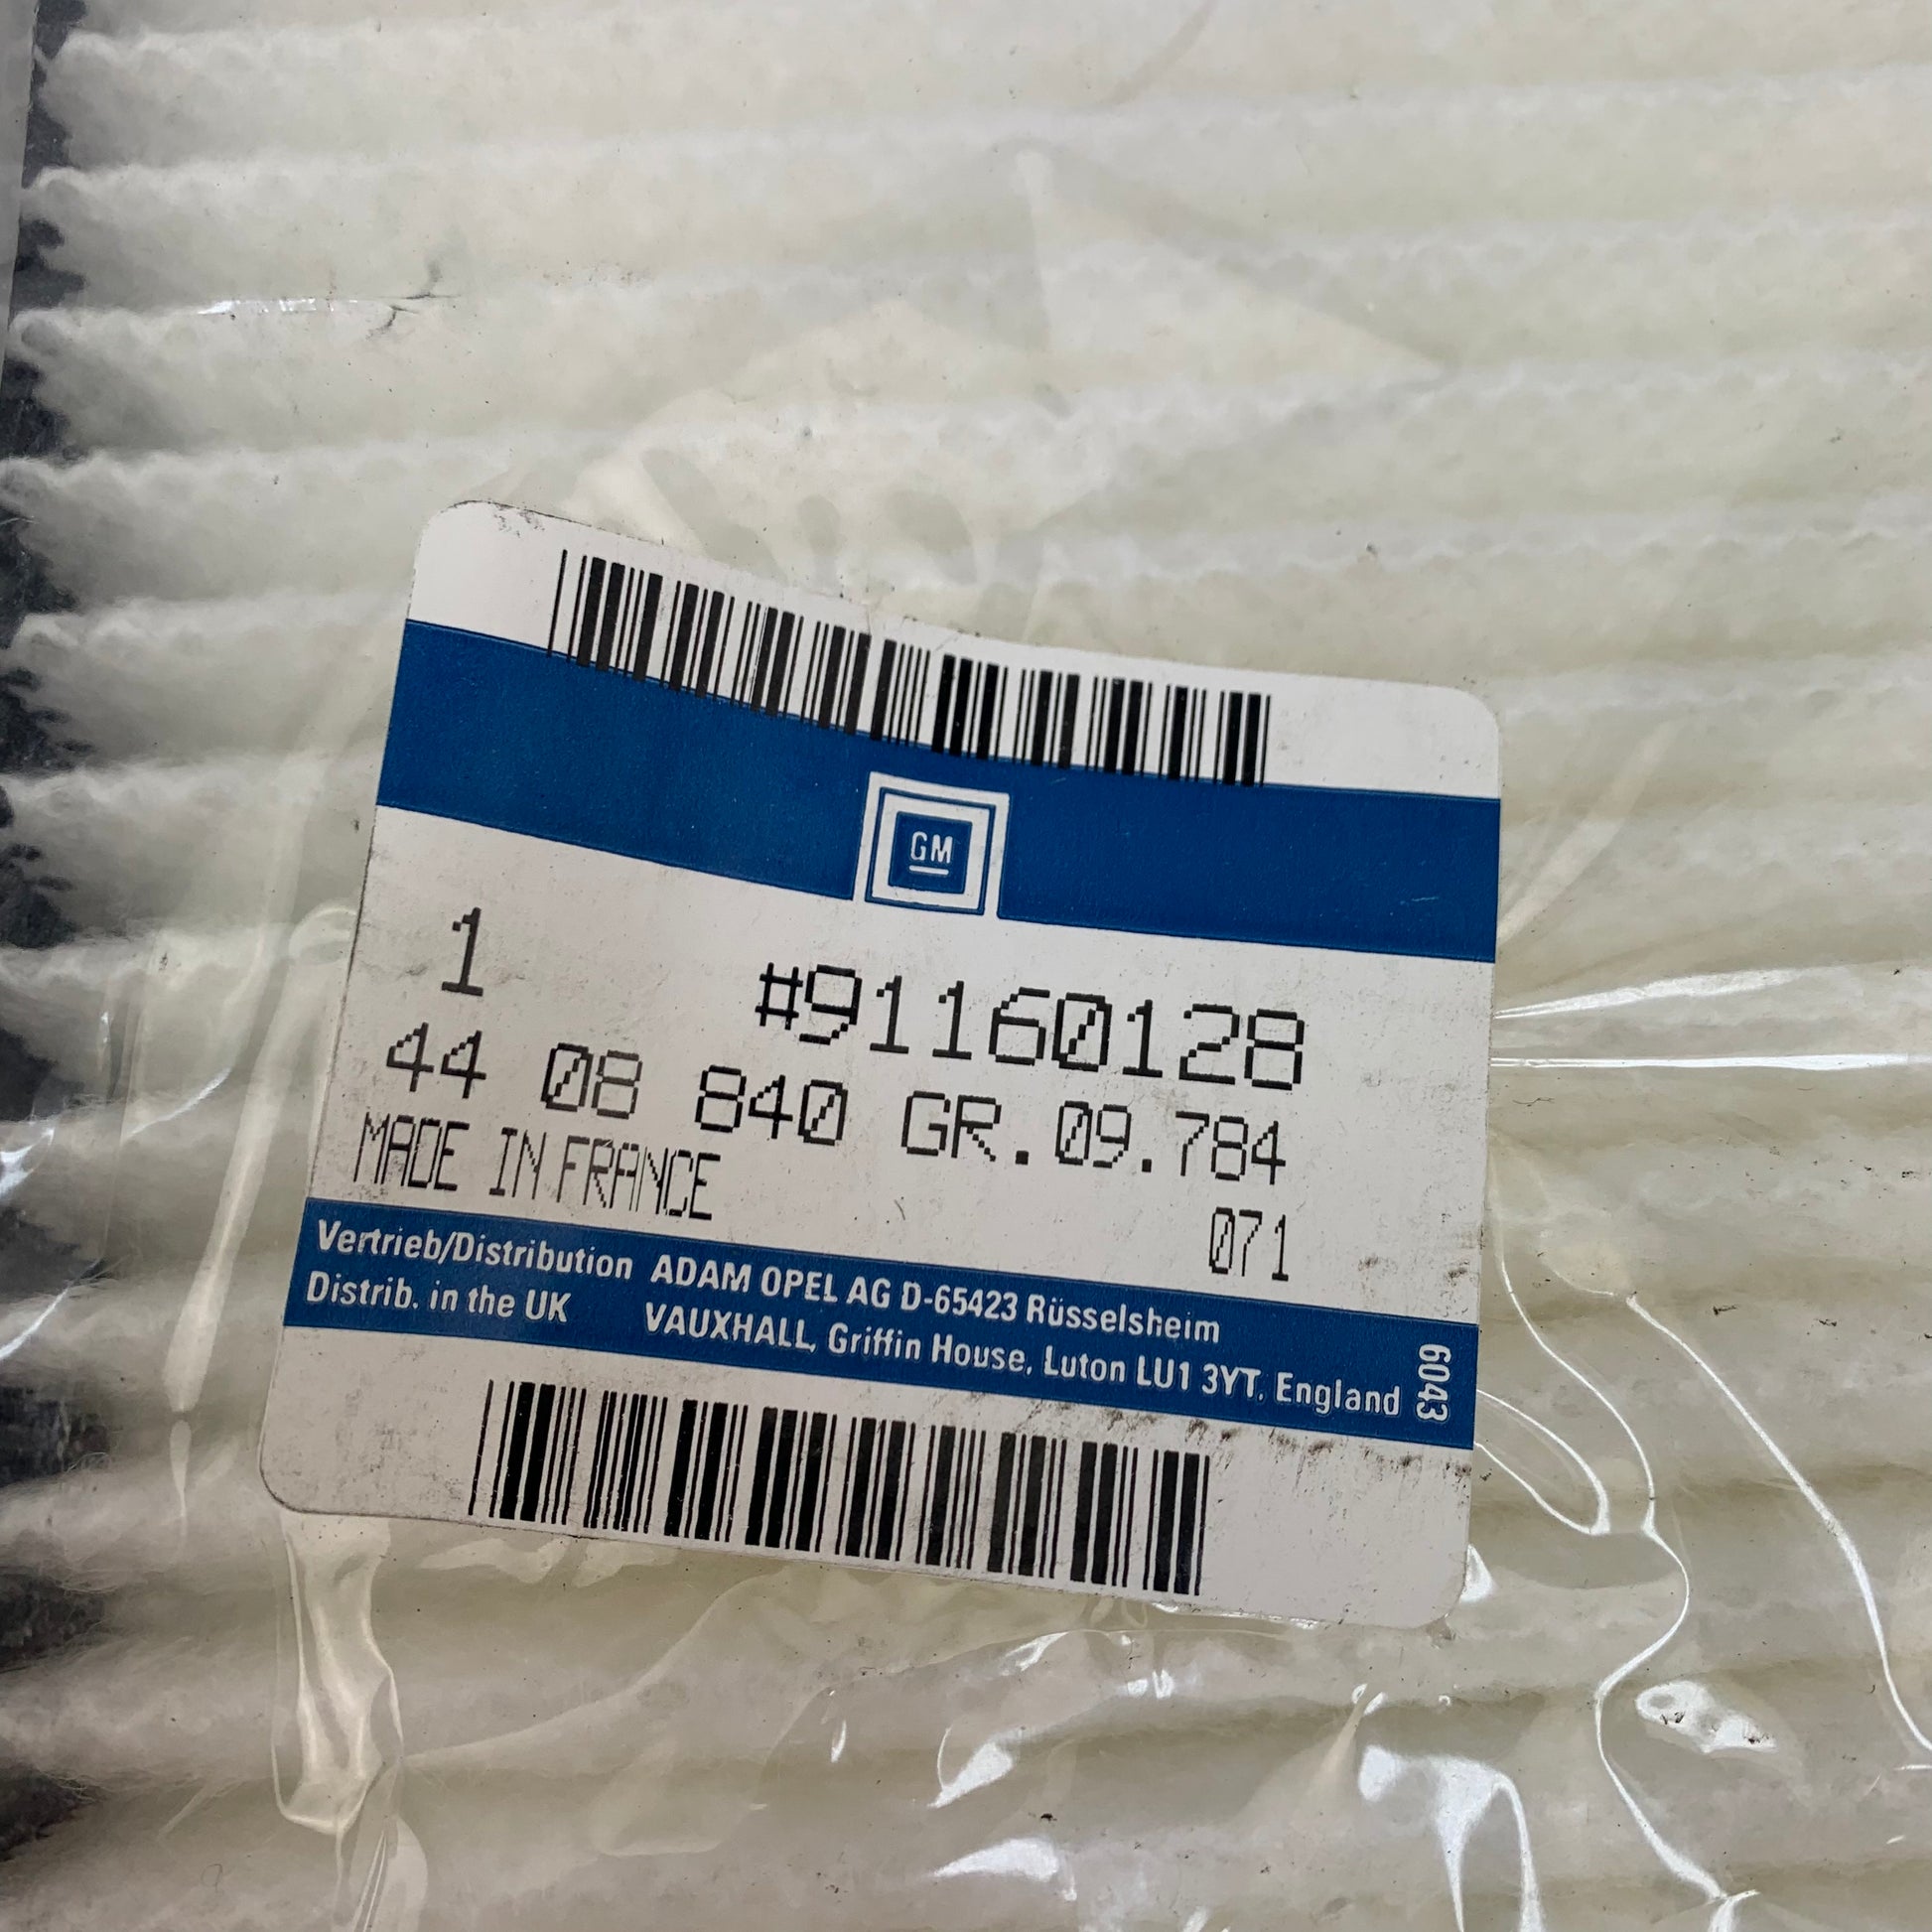 GM
1 #91160128
44 08 840 GR.09.784
MADE IN FRANCE
071
Vertrieb/Distribution ADAM OPEL AG D-65423 Rüsselsheim
Distrib. in the UK VAUXHALL, Griffin House, Luton LU1 3YT, England
6043